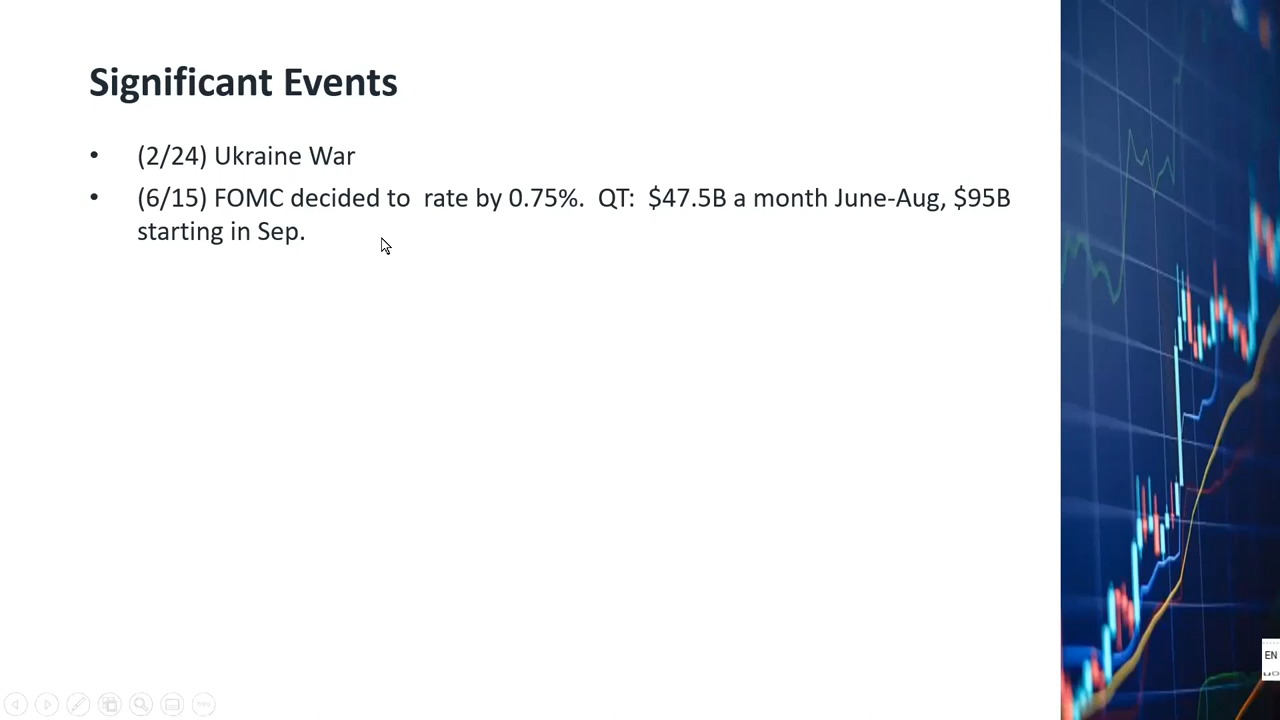 Significant Events
• (2/24) Ukraine War
• (6/15) FOMC decided to  rate by 0.75%.  QT:  $47.5B a month June-Aug, $95B
starting in Sep.
EN